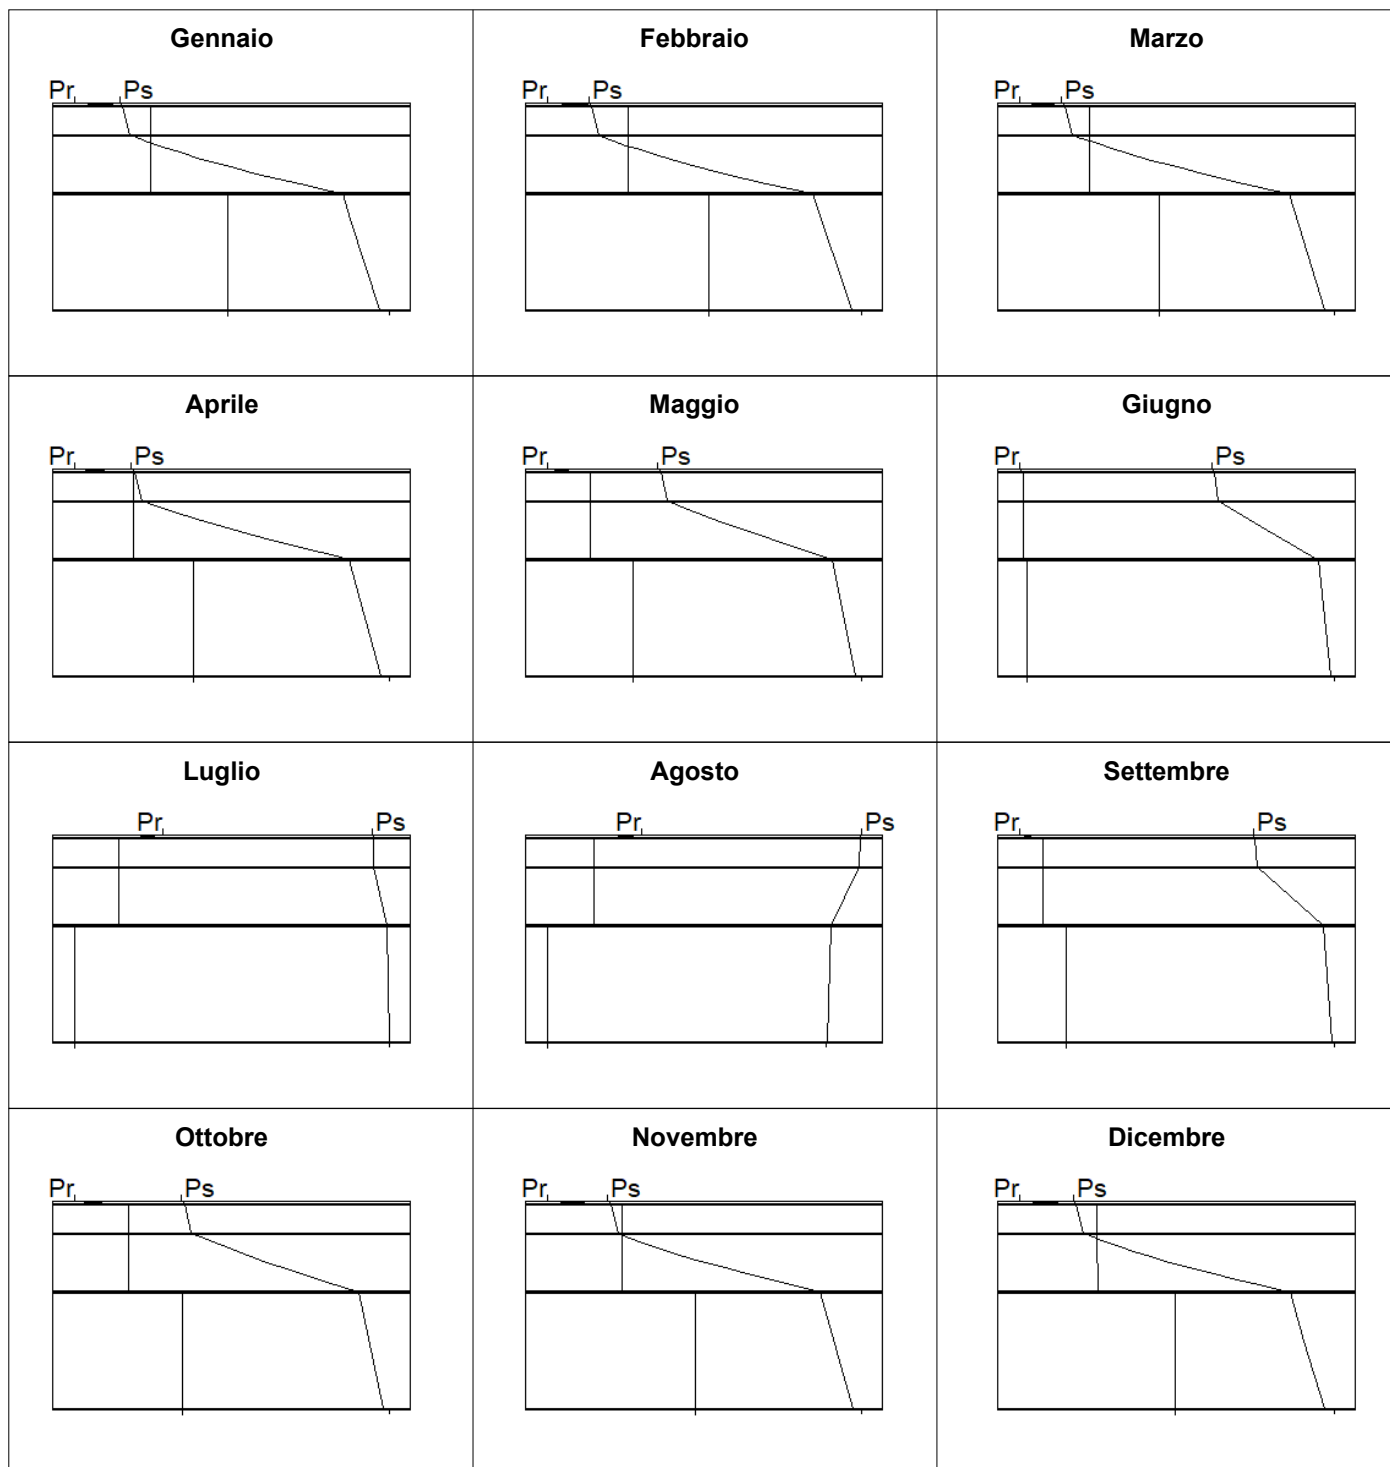 Gennaio Febbraio Marzo
Pr Ps Pr Ps Pr Ps
Aprile Maggio Giugno
Pr Ps Pr Ps Pr Ps
Luglio Agosto Settembre
Pr Ps Pr Ps Pr Ps
Ottobre Novembre Dicembre
Pr Ps Pr Ps Pr Ps